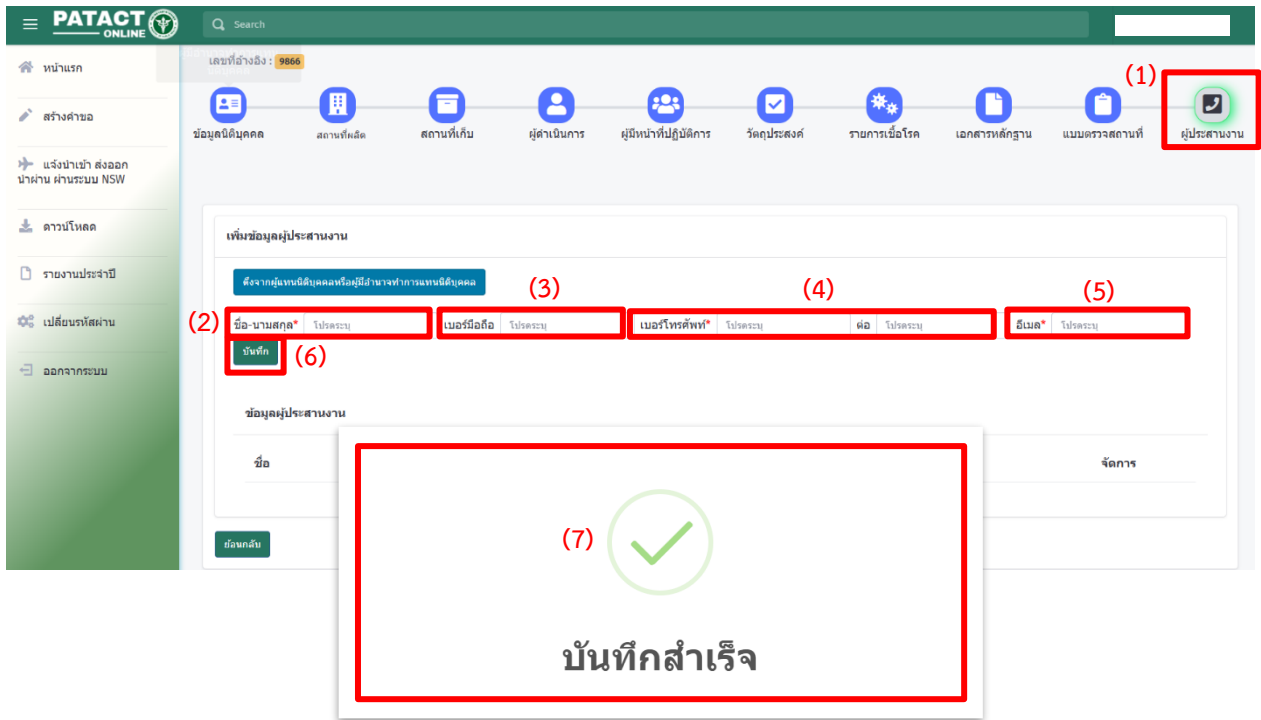 PATACT
ONLINE
Search
หน้าแรก
สร้างคำขอ
แจ้งนำเข้า ส่งออก
นำผ่าน ผ่านระบบ NSW
ดาวน์โหลด
รายงานประจำปี
เปลี่ยนรหัสผ่าน
ออกจากระบบ
เลขที่อ้างอิง : 9866
(1)
ข้อมูลนิติบุคคล สถานที่ผลิต สถานที่เก็บ ผู้ดำเนินการ ผู้มีหน้าที่ปฏิบัติการ วัตถุประสงค์ รายการเชื้อโรค เอกสารหลักฐาน แบบตรวจสถานที่ ผู้ประสานงาน
เพิ่มข้อมูลผู้ประสานงาน
ดึงจากผู้แทนนิติบุคคลหรือผู้มีอำนาจทำการแทนนิติบุคคล
(3) (4) (5)
(2) ชื่อ-นามสกุล* โปรดระบุ เบอร์มือถือ โปรดระบุ เบอร์โทรศัพท์* โปรดระบุ ต่อ โปรดระบุ อีเมล* โปรดระบุ
บันทึก (6)
ข้อมูลผู้ประสานงาน
ชื่อ จัดการ
ย้อนกลับ
(7)
บันทึกสำเร็จ